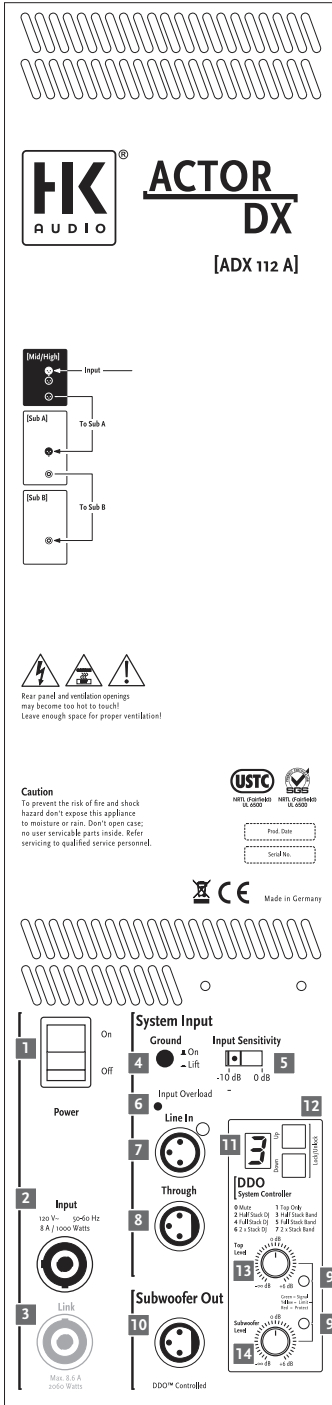 HK
AUDIO
®
ACTOR
DX
[ADX 112 A]
[Mid/High]
Input
[Sub A]
To Sub A
[Sub B]
To Sub B
Rear panel and ventilation openings
may become too hot to touch!
Leave enough space for proper ventilation!
Caution
To prevent the risk of fire and shock
hazard don't expose this appliance
to moisture or rain. Don't open case;
no user servicable parts inside. Refer
servicing to qualified service personnel.
USTC
NRTL (Fairfield)
UL 6500
SGS
NRTL (Fairfield)
UL 6500
Prod. Date
Serial No.
CE
Made in Germany
1
On
Off
Power
2
Input
120 V~ 50-60 Hz
8 A / 1000 Watts
3
Link
Max. 8.6 A
2060 Watts
System Input
4
Ground
On
Lift
Input Sensitivity
5
-10 dB 0 dB
6
Input Overload
7
Line In
8
Through
Subwoofer Out
10
DDO™ Controlled
11
3
12
Up
Down
Lock/Unlock
DDO
System Controller
0 Mute 1 Top Only
2 Half Stack DJ 3 Half Stack Band
4 Full Stack DJ 5 Full Stack Band
6 2 x Stack DJ 7 2 x Stack Band
Top
Level
0 dB
13
-∞ dB +6 dB
9
Green = Signal
Yellow = Limit
Red = Protect
Subwoofer
Level
0 dB
9
14
-∞ dB +6 dB